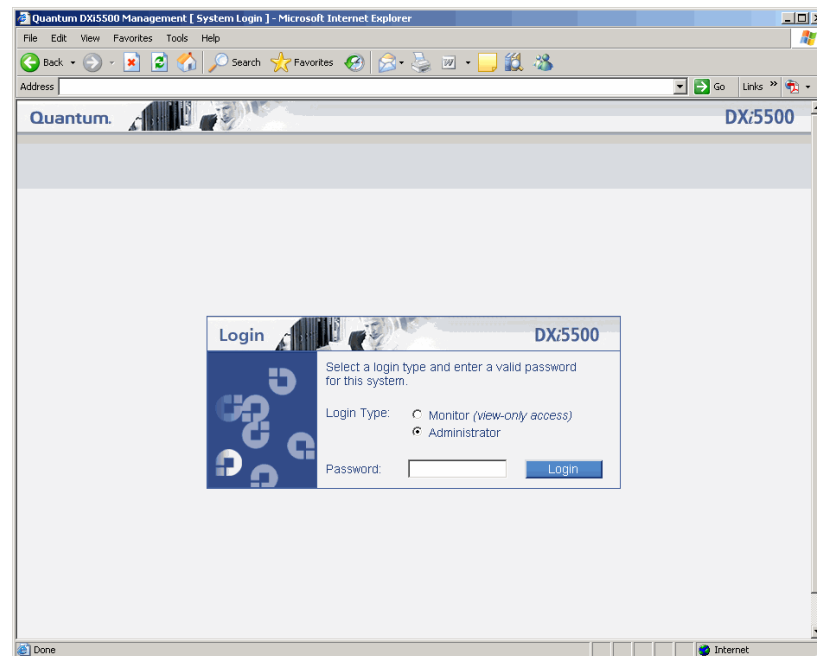 Quantum DXi5500 Management [ System Login ] - Microsoft Internet Explorer
File Edit View Favorites Tools Help
Back Search Favorites
Address Go Links »
Quantum. DXi5500
Login DXi5500
Select a login type and enter a valid password
for this system.
Login Type: Monitor (view-only access)
Administrator
Password: Login
Done Internet